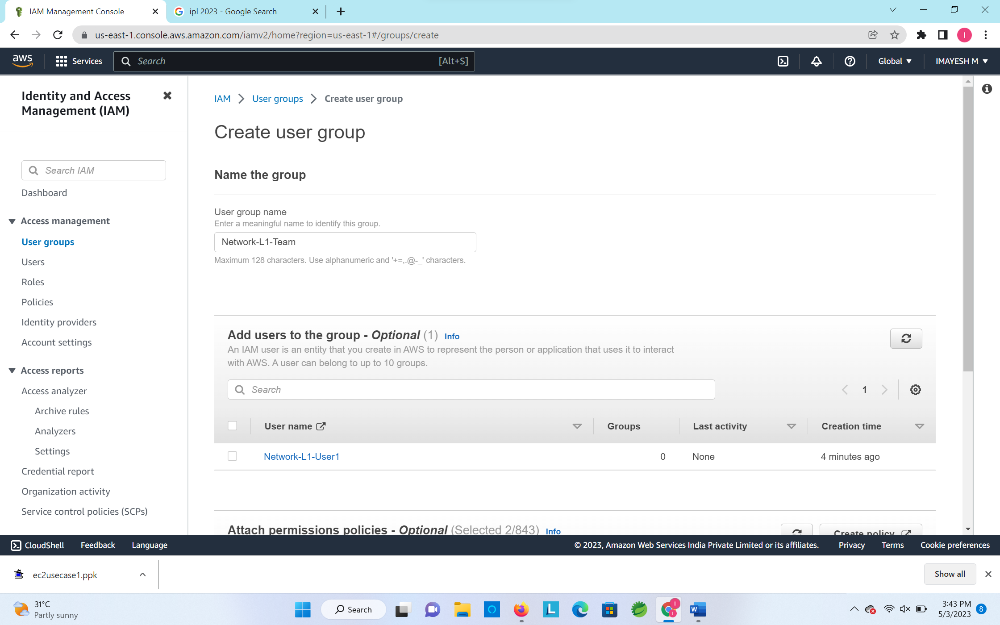 IAM Management Console
ipl 2023 - Google Search
us-east-1.console.aws.amazon.com/iamv2/home?region=us-east-1#/groups/create
I
aws
Services
Search
[Alt+S]
Global
IMAYESH M
Identity and Access
Management (IAM)
Search IAM
Dashboard
Access management
User groups
Users
Roles
Policies
Identity providers
Account settings
Access reports
Access analyzer
Archive rules
Analyzers
Settings
Credential report
Organization activity
Service control policies (SCPs)
IAM > User groups > Create user group
Create user group
Name the group
User group name
Enter a meaningful name to identify this group.
Network-L1-Team
Maximum 128 characters. Use alphanumeric and '+=,.@-_' characters.
Add users to the group - Optional (1) Info
An IAM user is an entity that you create in AWS to represent the person or application that uses it to interact
with AWS. A user can belong to up to 10 groups.
Search
1
User name Groups Last activity Creation time
Network-L1-User1 0 None 4 minutes ago
Attach permissions policies - Optional (Selected 2/843) Info
Create policy
CloudShell Feedback Language
© 2023, Amazon Web Services India Private Limited or its affiliates. Privacy Terms Cookie preferences
ec2usecase1.ppk
Show all
31°C
Partly sunny
Search
3:43 PM
5/3/2023
8